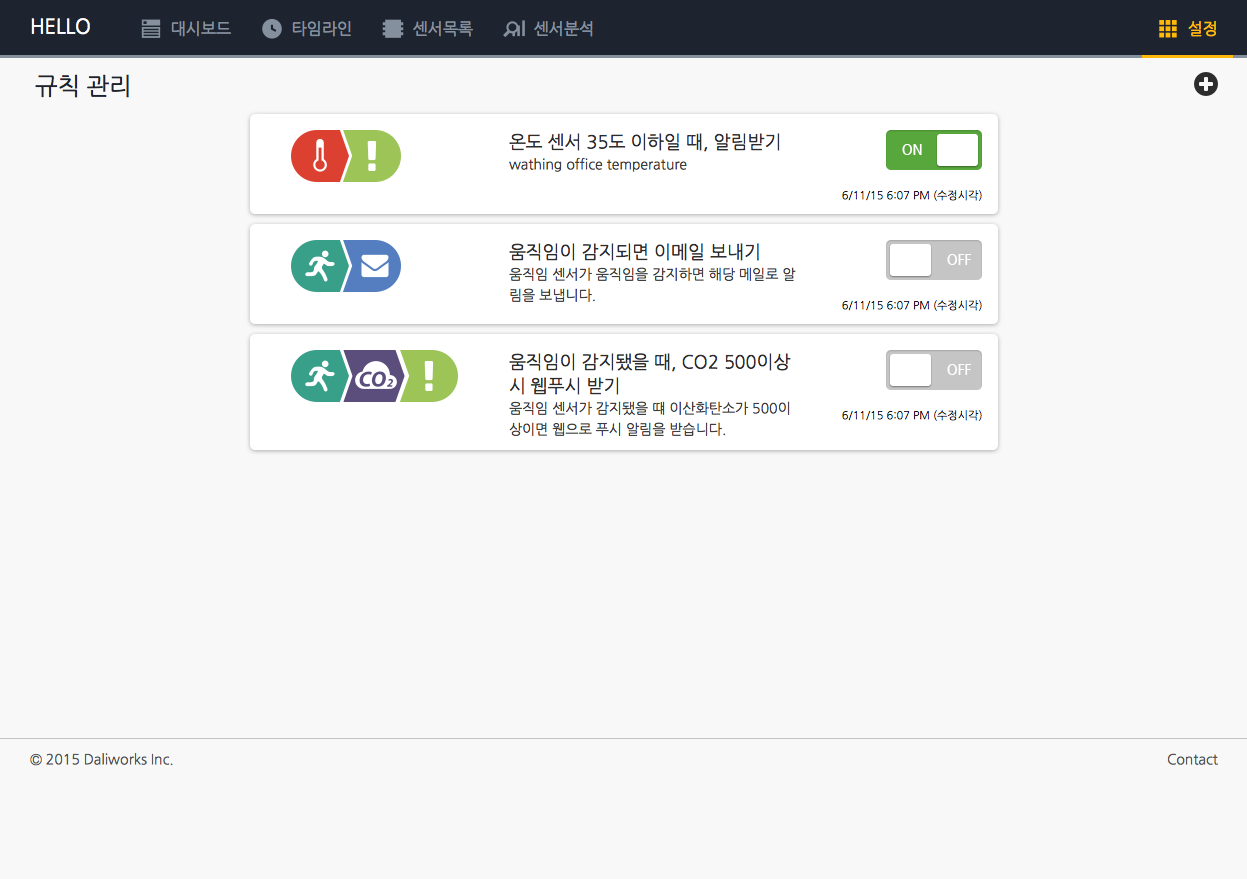 HELLO 대시보드 타임라인 센서목록 센서분석 설정
규칙 관리
온도 센서 35도 이하일 때, 알림받기
wathing office temperature
ON
6/11/15 6:07 PM (수정시각)
움직임이 감지되면 이메일 보내기
움직임 센서가 움직임을 감지하면 해당 메일로 알
림을 보냅니다.
OFF
6/11/15 6:07 PM (수정시각)
CO2
움직임이 감지됐을 때, CO2 500이상
시 웹푸시 받기
움직임 센서가 감지됐을 떄 이산화탄소가 500이
상이면 웹으로 푸시 알림을 받습니다.
OFF
6/11/15 6:07 PM (수정시각)
© 2015 Daliworks Inc.
Contact